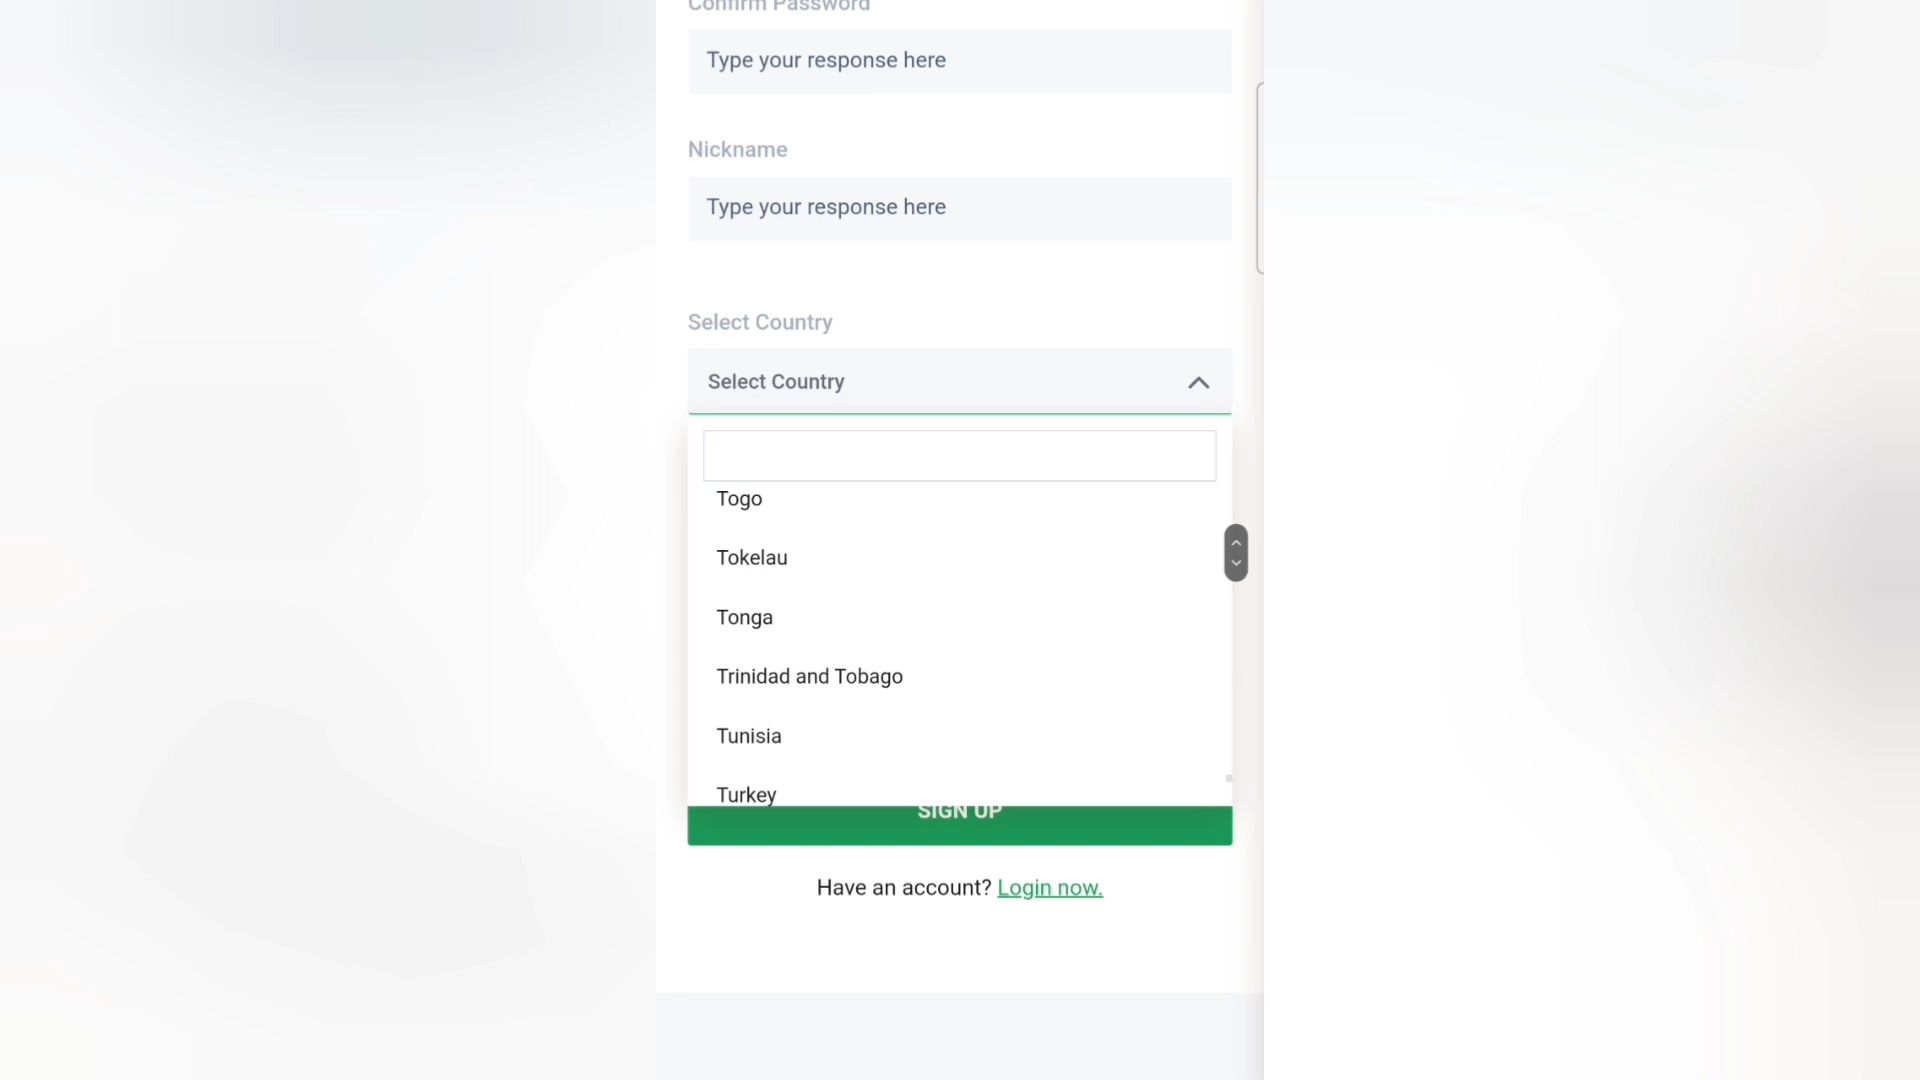 Confirm Password
Type your response here
Nickname
Type your response here
Select Country
Select Country
Togo
Tokelau
Tonga
Trinidad and Tobago
Tunisia
Turkey
SIGN UP
Have an account? Login now.